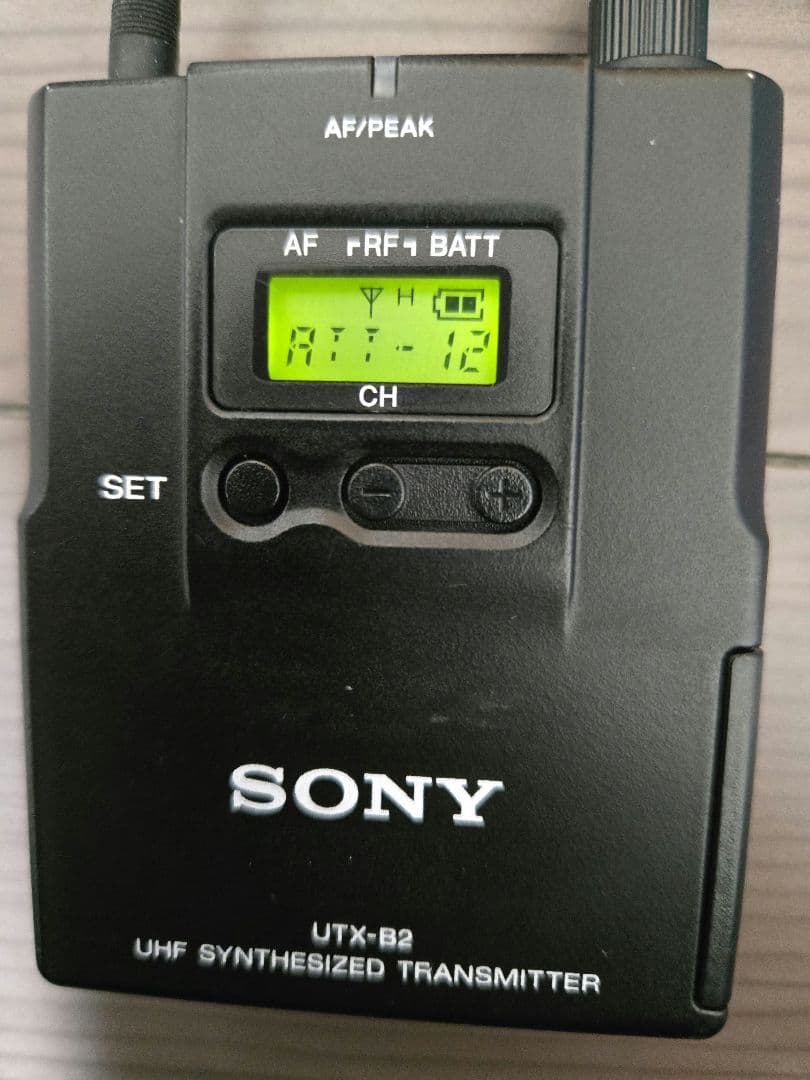 AF/PEAK
AF ┌RF┐ BATT
H
ATT-12
CH
SET
- +
SONY
UTX-B2
UHF SYNTHESIZED TRANSMITTER